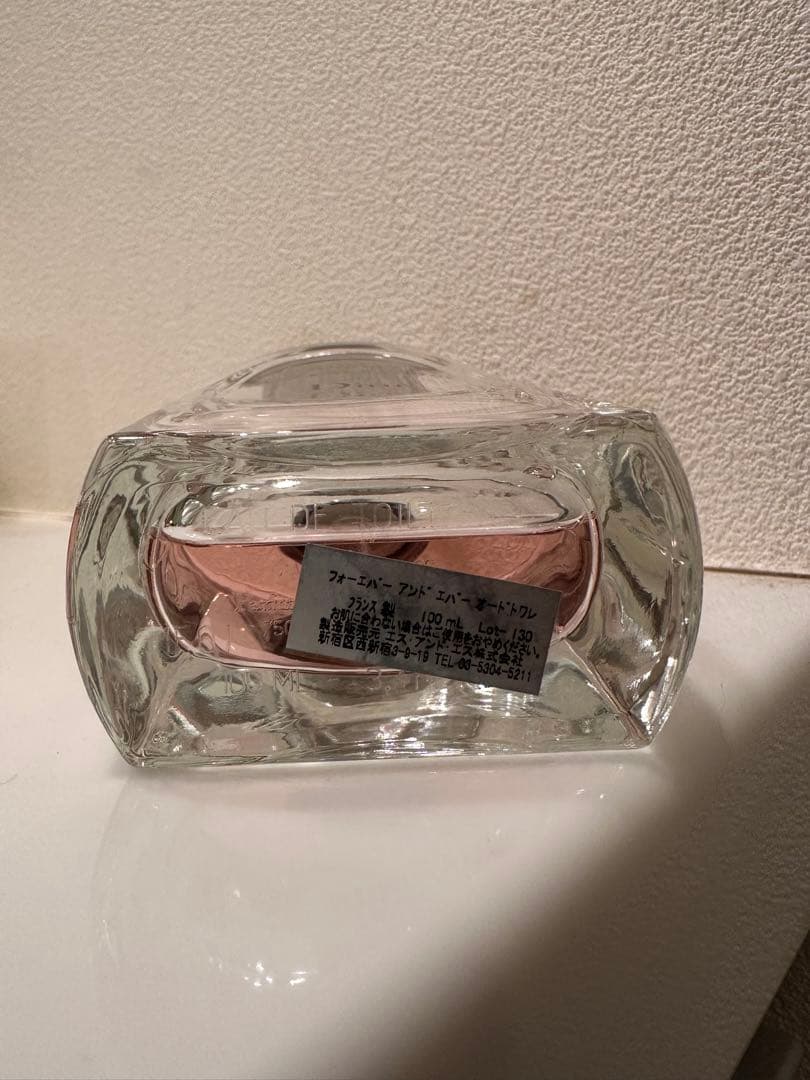 Dior
EAU DE TOILETTE
フォーエバー アンド エバー オードトワレ
フランス 製 100 mL Lot 130
お肌に合わない場合はご使用をおやめください。
製造販売元 エス・アンド・エス株式会社
新宿区西新宿3-9-19 TEL 03-5304-5211